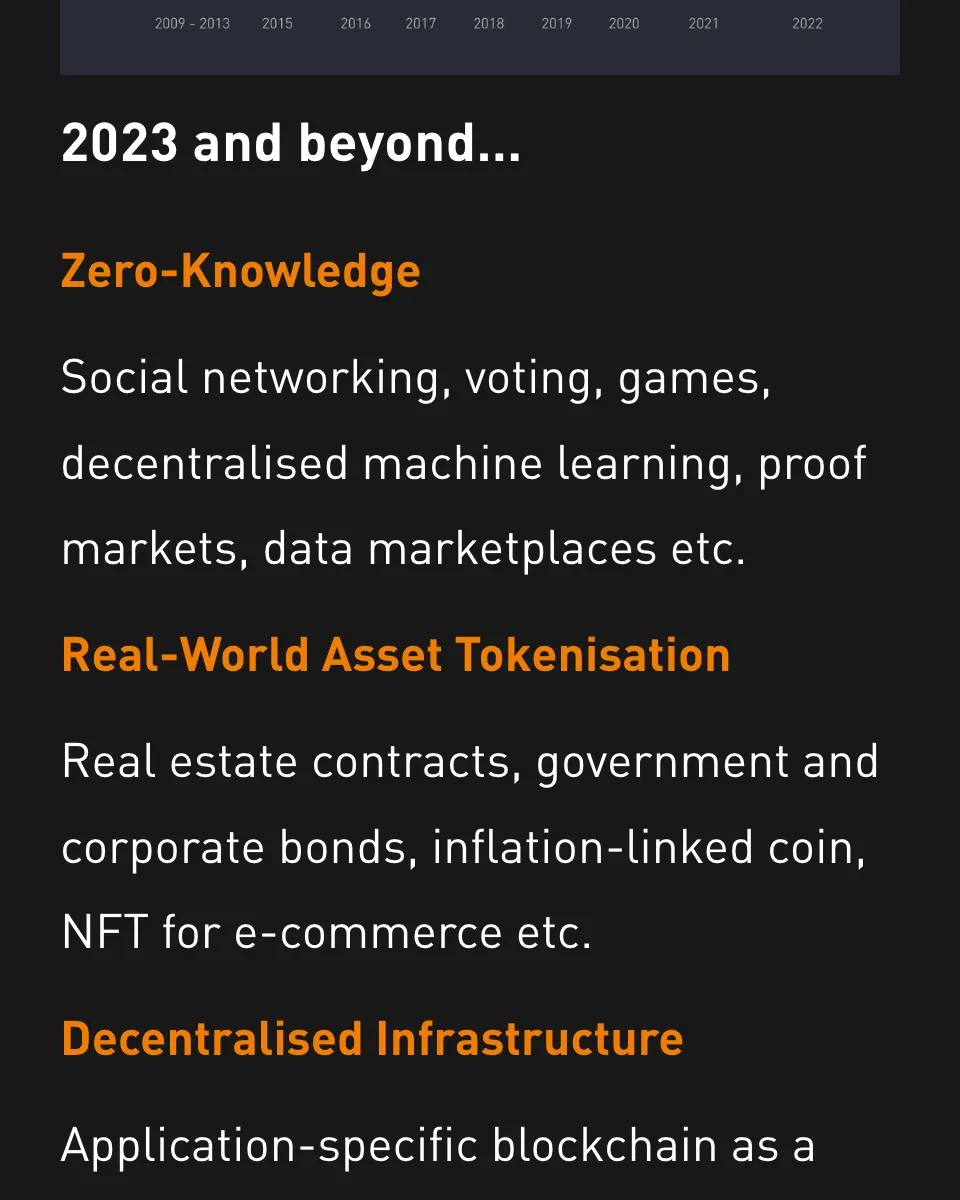 2009 - 2013 2015 2016 2017 2018 2019 2020 2021 2022
2023 and beyond...
Zero-Knowledge
Social networking, voting, games,
decentralised machine learning, proof
markets, data marketplaces etc.
Real-World Asset Tokenisation
Real estate contracts, government and
corporate bonds, inflation-linked coin,
NFT for e-commerce etc.
Decentralised Infrastructure
Application-specific blockchain as a